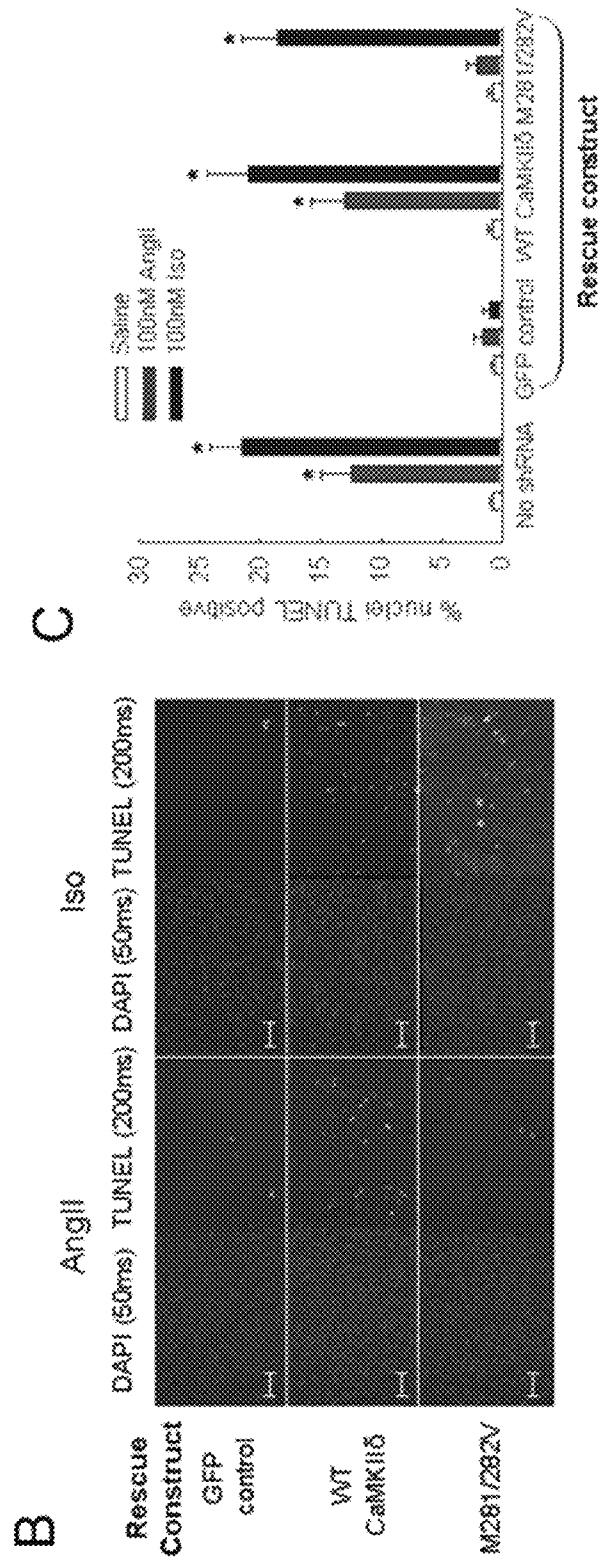 B
AngII
Iso
DAPI (50ms) TUNEL (200ms) DAPI (50ms) TUNEL (200ms)
Rescue
Construct
GFP
control
WT
CaMKIIδ
M281/282V
C
Saline
100nM AngII
100nM Iso
% nuclei TUNEL positive
30
25
20
15
10
5
0
* * * * *
No shRNA
GFP control
WT CaMKIIδ
M281/282V
Rescue construct